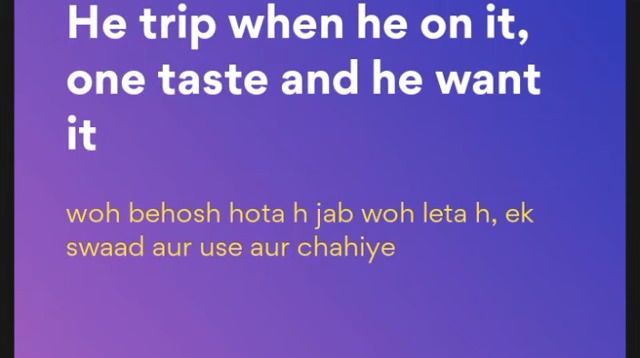 He trip when he on it,
one taste and he want
it
woh behosh hota h jab woh leta h, ek
swaad aur use aur chahiye